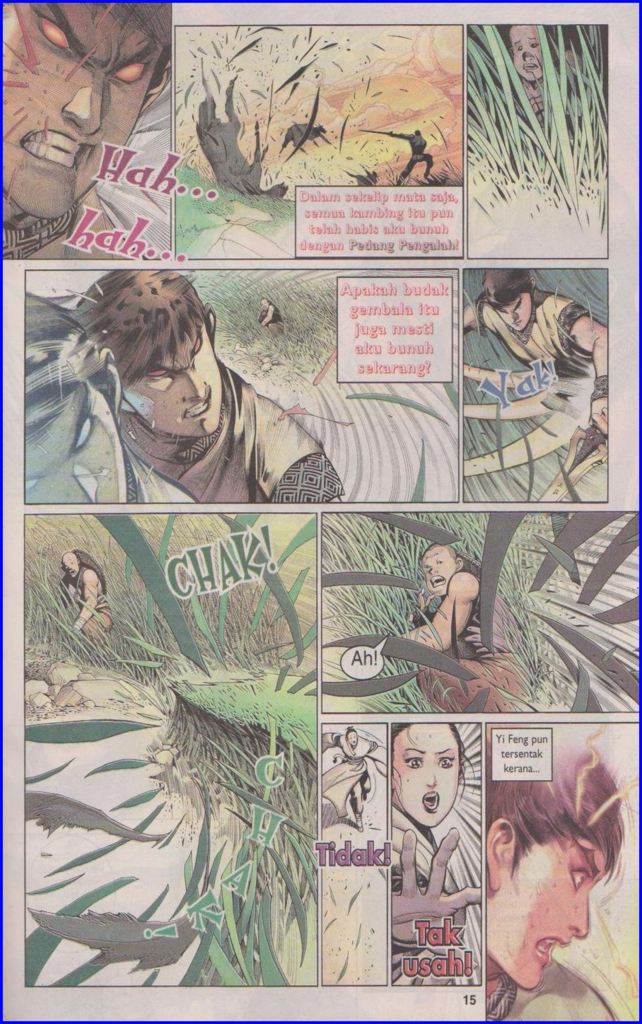 Hah...
hah...
Dalam sekelip mata saja,
semua kambing itu pun
telah habis aku bunuh
dengan Pedang Pengalah!
Apakah budak
gembala itu
juga mesti
aku bunuh
sekarang?
Yak!
CHAK!
CHAK!
Ah!
Tidak!
Tak
usah!
Yi Feng pun
tersentak
kerana...
15